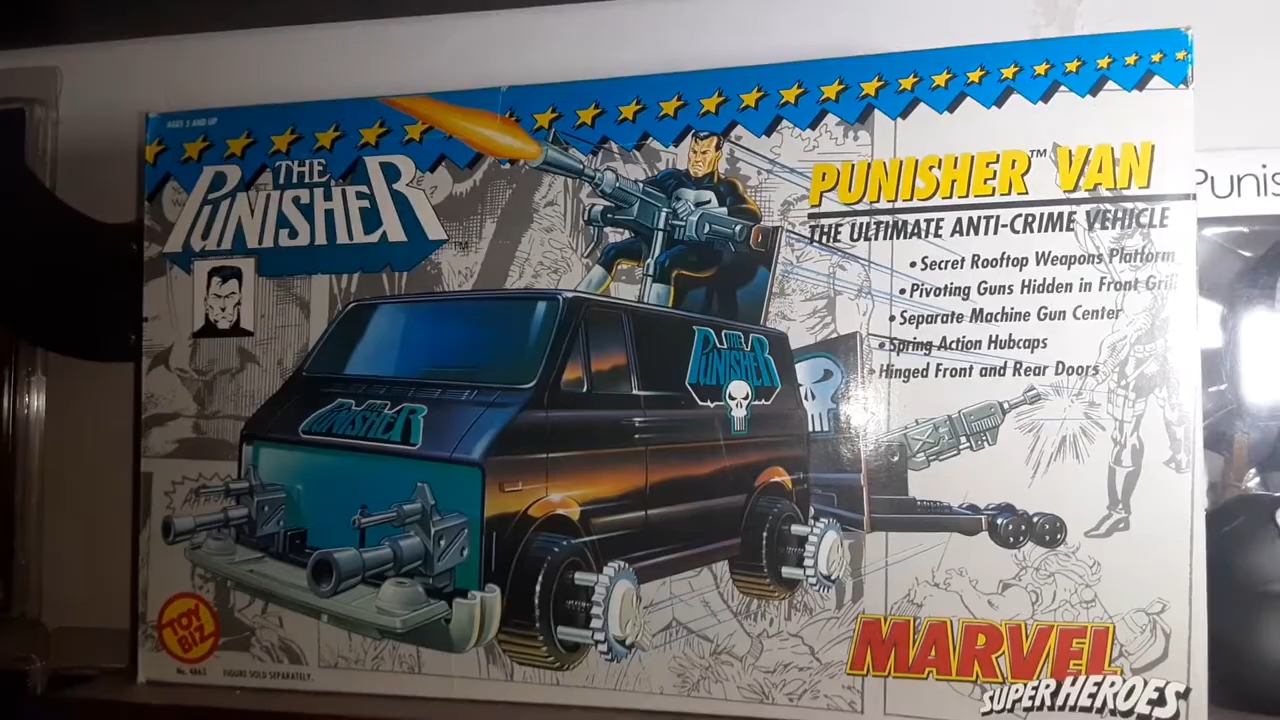 AGES 5 AND UP
THE
PUNISHER
TM
PUNISHER™ VAN
THE ULTIMATE ANTI-CRIME VEHICLE
• Secret Rooftop Weapons Platform
• Pivoting Guns Hidden in Front Grill
• Separate Machine Gun Center
• Spring Action Hubcaps
• Hinged Front and Rear Doors
THE
PUNISHER
THE
PUNISHER
TOY
BIZ
No. 4863
FIGURE SOLD SEPARATELY.
MARVEL
SUPER HEROES
Punis